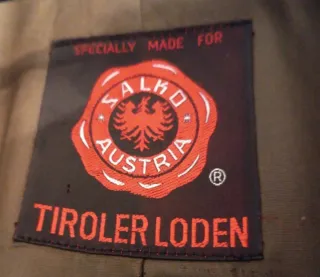 SPECIALLY MADE FOR
SALKO
AUSTRIA
®
TIROLER LODEN